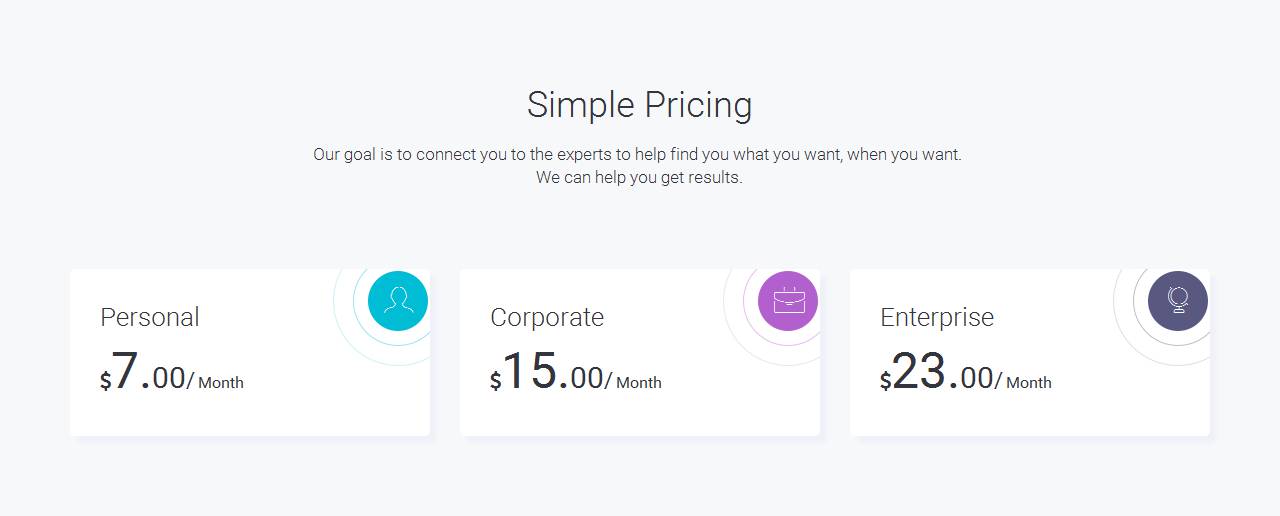 Simple Pricing
Our goal is to connect you to the experts to help find you what you want, when you want.
We can help you get results.
Personal
$7.00/ Month
Corporate
$15.00/ Month
Enterprise
$23.00/ Month